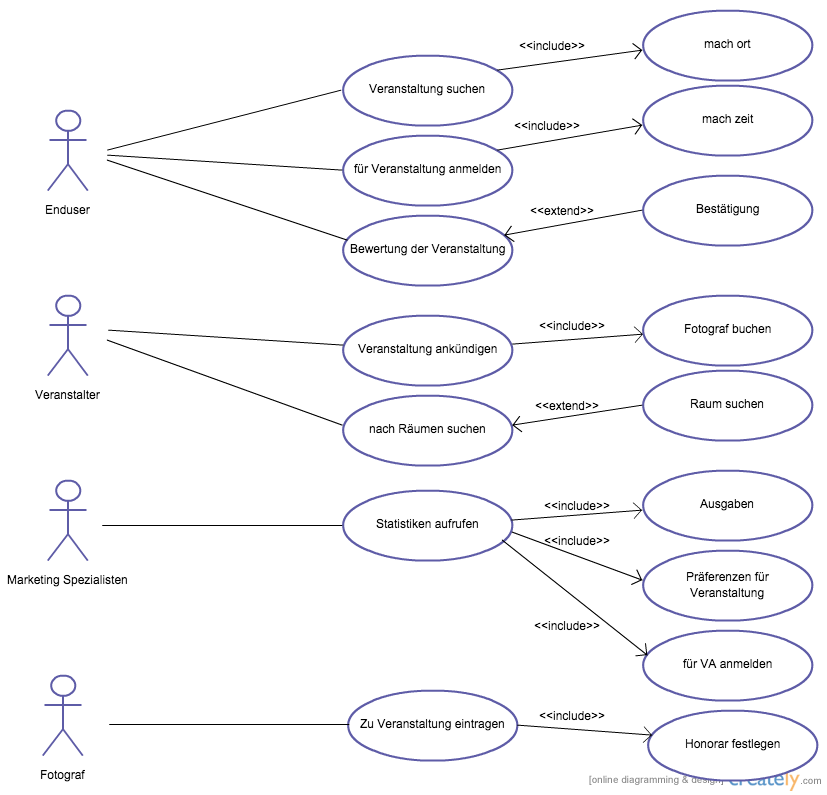 <<include>>
mach ort
Veranstaltung suchen
<<include>>
mach zeit
für Veranstaltung anmelden
Enduser
<<extend>>
Bestätigung
Bewertung der Veranstaltung
<<include>>
Fotograf buchen
Veranstaltung ankündigen
Veranstalter
<<extend>>
Raum suchen
nach Räumen suchen
<<include>>
Ausgaben
Statistiken aufrufen
<<include>>
Präferenzen für
Veranstaltung
Marketing Spezialisten
<<include>>
für VA anmelden
<<include>>
Zu Veranstaltung eintragen
Honorar festlegen
Fotograf
[online diagramming & design] creately.com